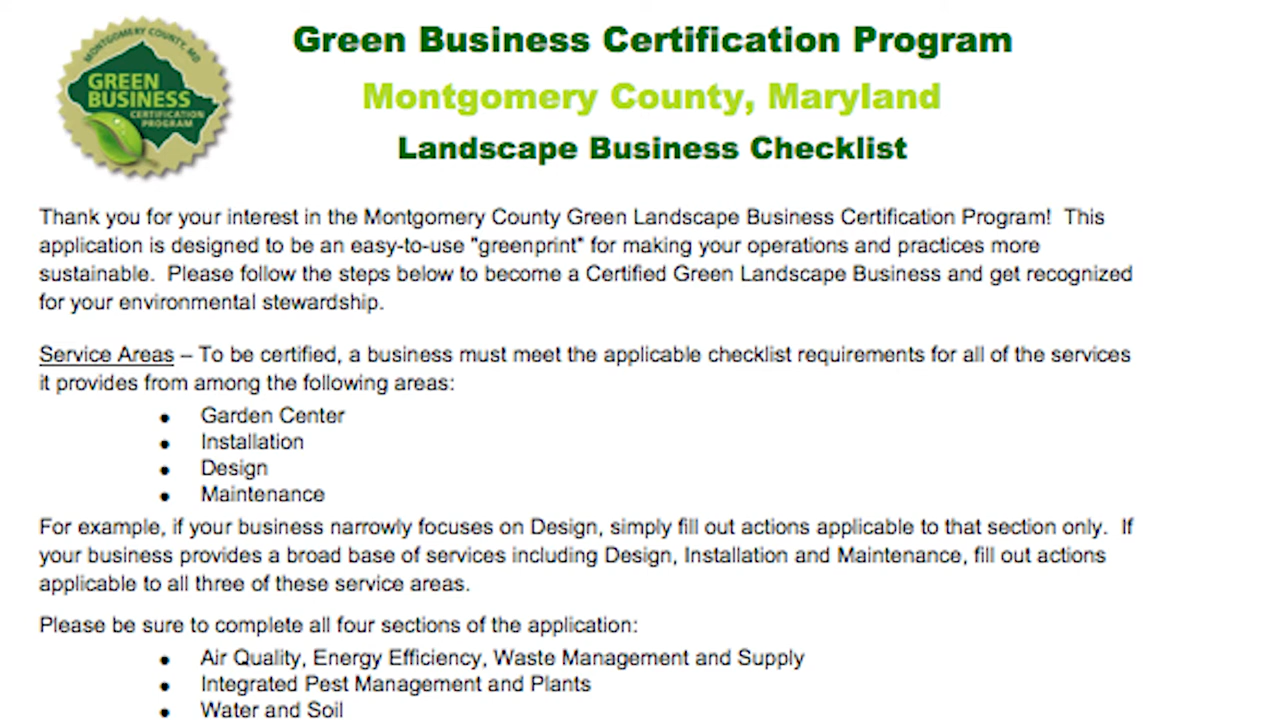 MONTGOMERY COUNTY, MD
GREEN
BUSINESS
CERTIFICATION
PROGRAM
Green Business Certification Program
Montgomery County, Maryland
Landscape Business Checklist
Thank you for your interest in the Montgomery County Green Landscape Business Certification Program!  This
application is designed to be an easy-to-use "greenprint" for making your operations and practices more
sustainable.  Please follow the steps below to become a Certified Green Landscape Business and get recognized
for your environmental stewardship.
Service Areas – To be certified, a business must meet the applicable checklist requirements for all of the services
it provides from among the following areas:
• Garden Center
• Installation
• Design
• Maintenance
For example, if your business narrowly focuses on Design, simply fill out actions applicable to that section only.  If
your business provides a broad base of services including Design, Installation and Maintenance, fill out actions
applicable to all three of these service areas.
Please be sure to complete all four sections of the application:
• Air Quality, Energy Efficiency, Waste Management and Supply
• Integrated Pest Management and Plants
• Water and Soil